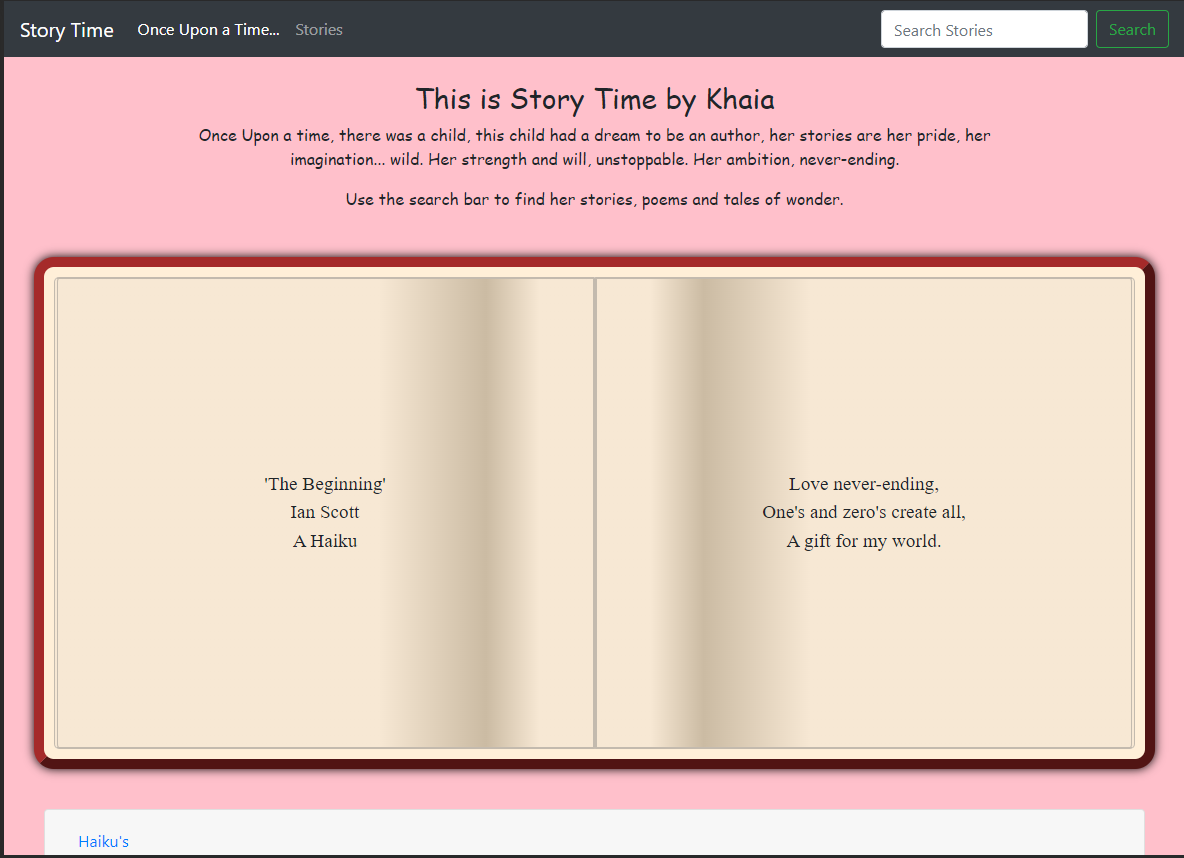 Story Time Once Upon a Time... Stories Search Stories Search
This is Story Time by Khaia
Once Upon a time, there was a child, this child had a dream to be an author, her stories are her pride, her
imagination... wild. Her strength and will, unstoppable. Her ambition, never-ending.
Use the search bar to find her stories, poems and tales of wonder.
'The Beginning'
Ian Scott
A Haiku
Love never-ending,
One's and zero's create all,
A gift for my world.
Haiku's